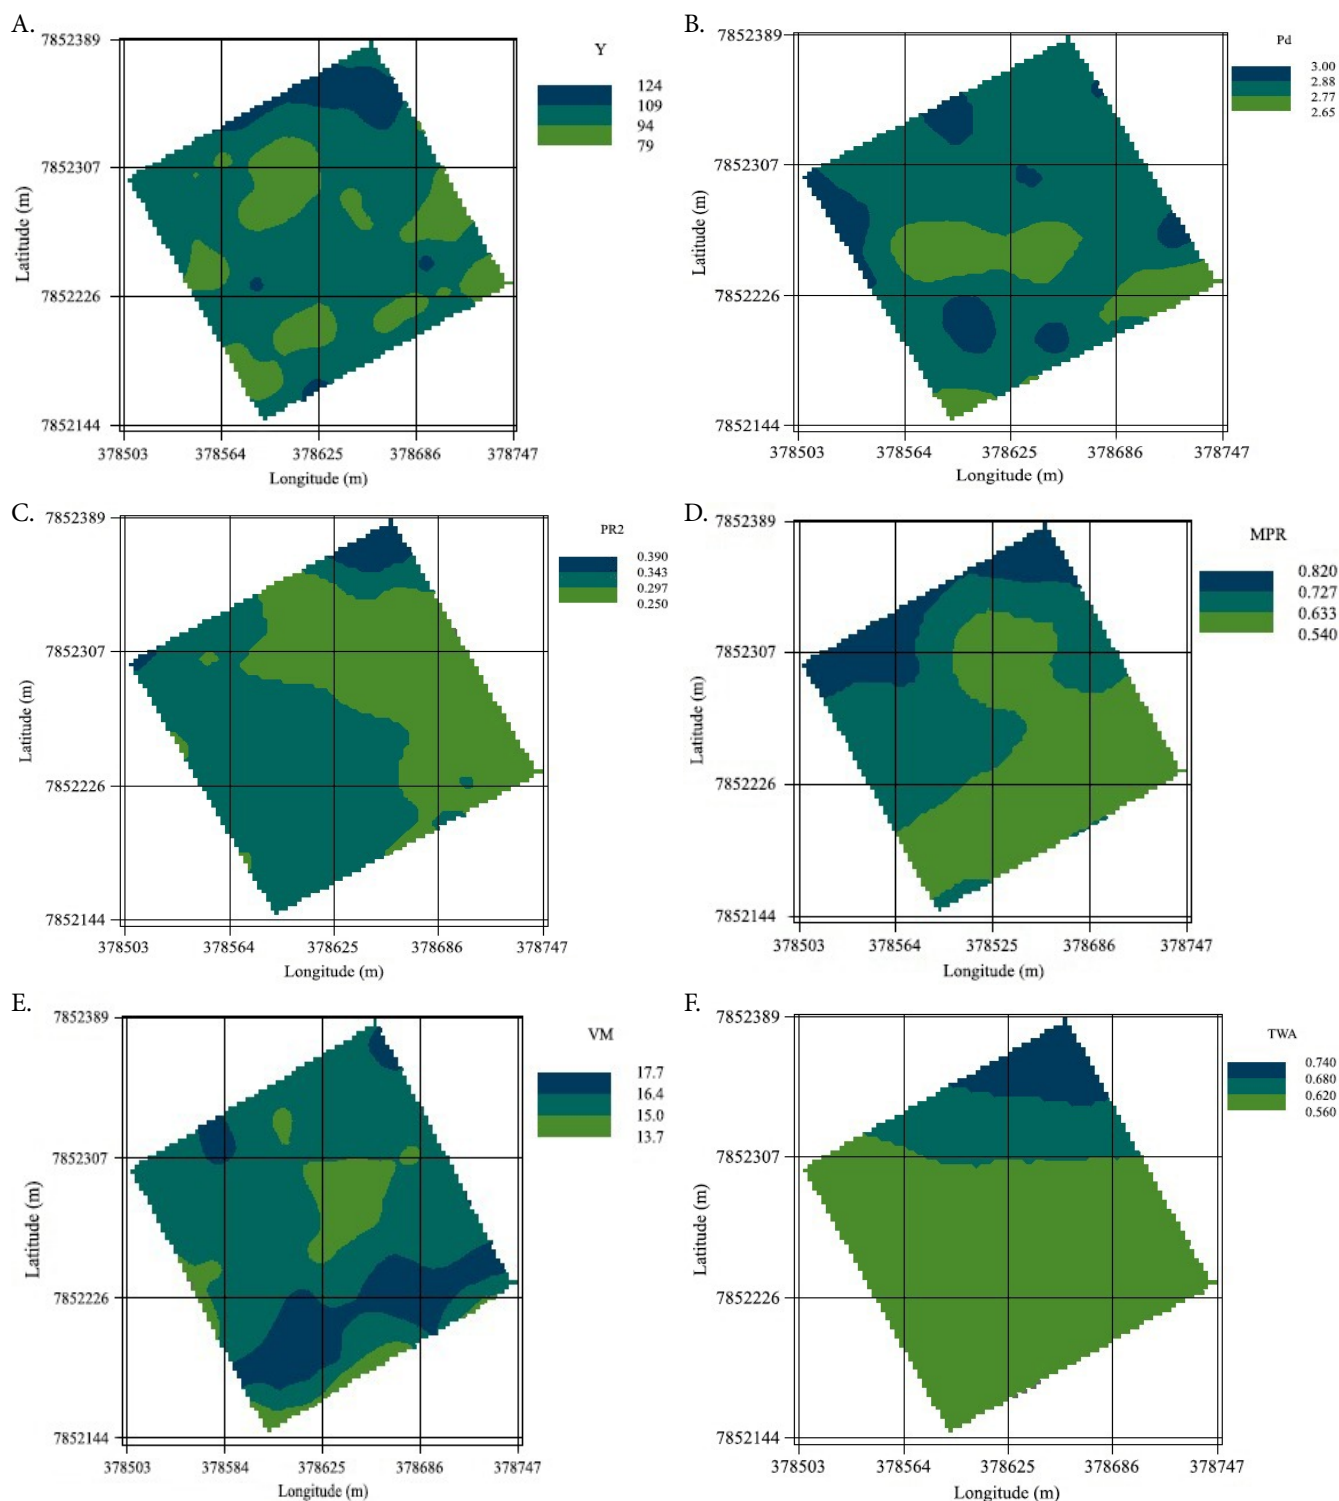 A.
Y
124
109
94
79
7852389
7852307
7852226
7852144
Latitude (m)
378503 378564 378625 378686 378747
Longitude (m)
B.
Pd
3.00
2.88
2.77
2.65
7852389
7852307
7852226
7852144
Latitude (m)
378503 378564 378625 378686 378747
Longitude (m)
C.
PR2
0.390
0.343
0.297
0.250
7852389
7852307
7852226
7852144
Latitude (m)
378503 378564 378625 378686 378747
Longitude (m)
D.
MPR
0.820
0.727
0.633
0.540
7852389
7852307
7852226
7852144
Latitude (m)
378503 378564 378525 378686 378747
Longitude (m)
E.
VM
17.7
16.4
15.0
13.7
7852389
7852307
7852226
7852144
Latitude (m)
378503 378584 378625 378686 378747
Longitude (m)
F.
TWA
0.740
0.680
0.620
0.560
7852389
7852307
7852226
7852144
Latitude (m)
378503 378564 378625 378686 378747
Longitude (m)